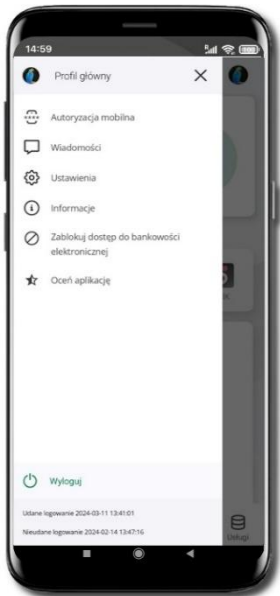 14:59
Profil główny
Autoryzacja mobilna
Wiadomości
Ustawienia
Informacje
Zablokuj dostęp do bankowości
elektronicznej
Oceń aplikację
Wyloguj
Udane logowanie 2024-03-11 13:41:01
Nieudane logowanie 2024-02-14 13:47:16
Usługi